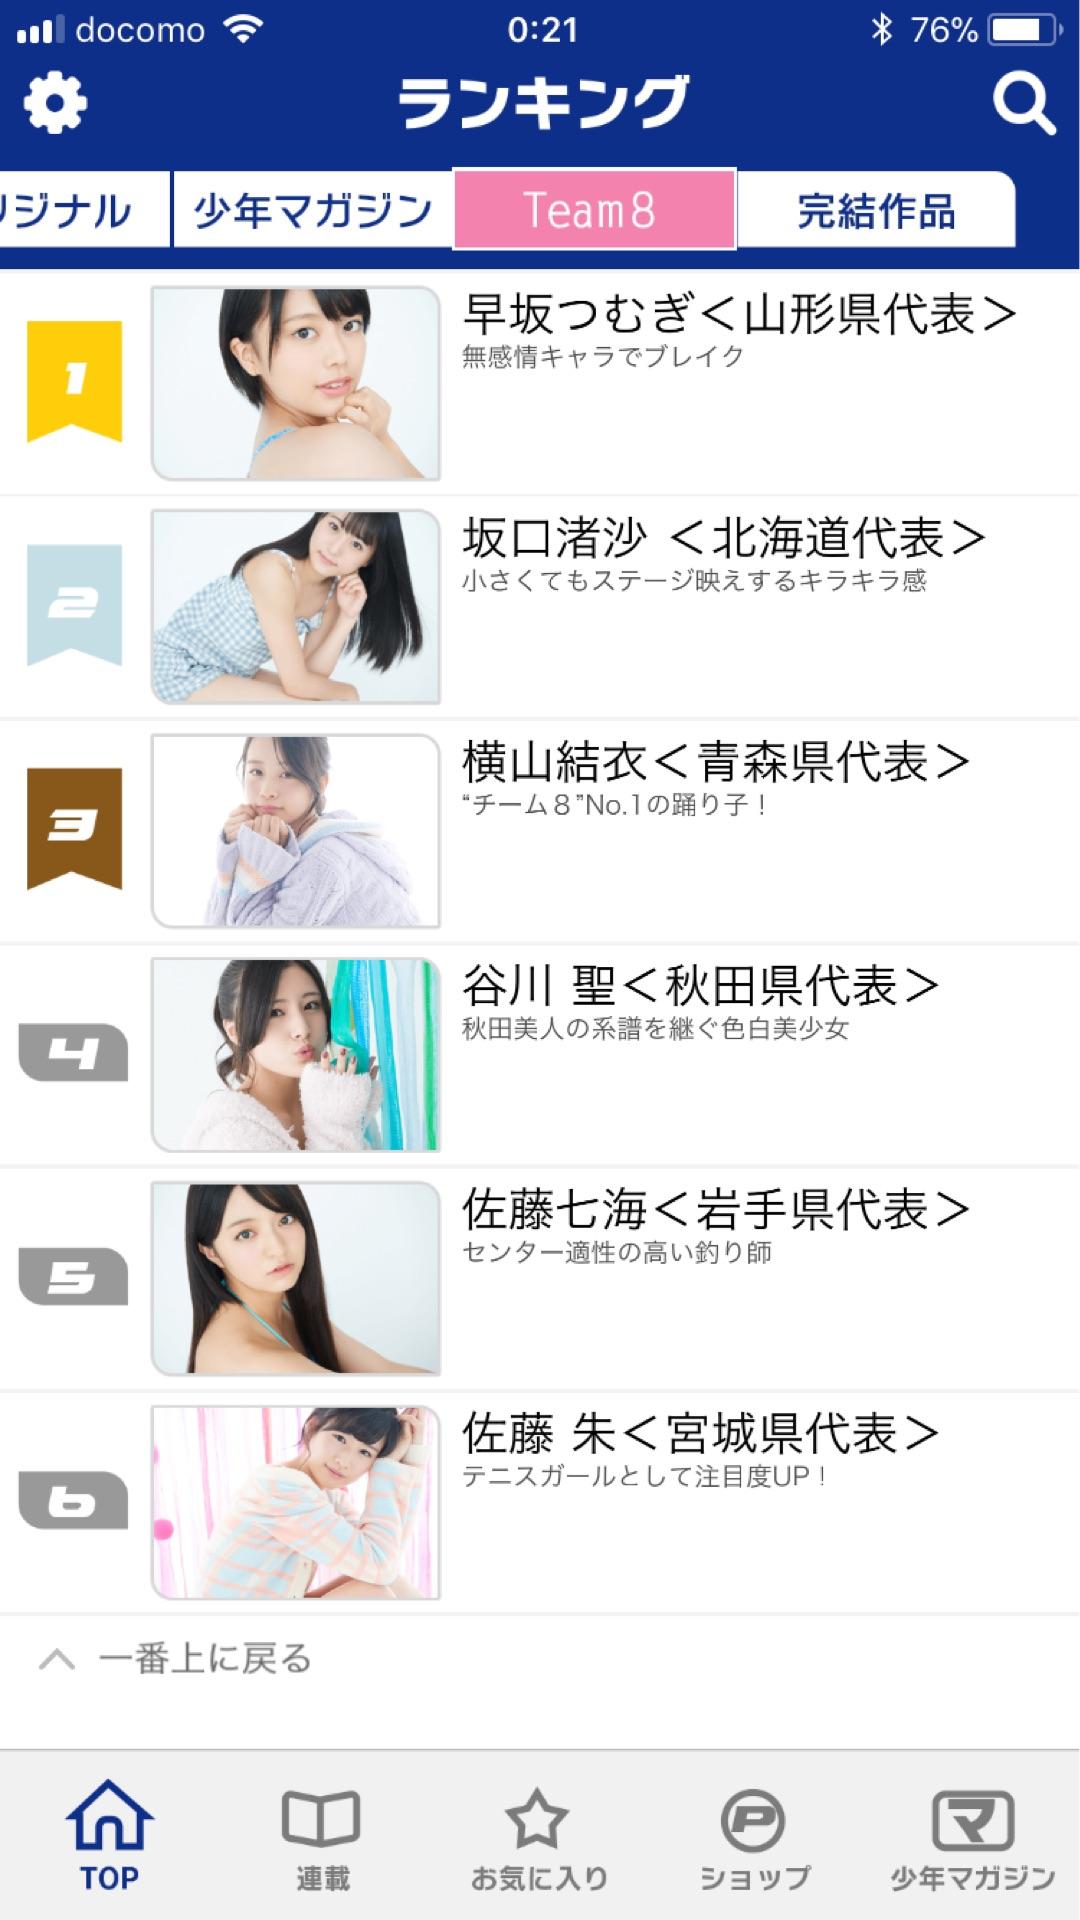 docomo 0:21 76%
ランキング
リジナル 少年マガジン Team8 完結作品
1
早坂つむぎ＜山形県代表＞
無感情キャラでブレイク
2
坂口渚沙 ＜北海道代表＞
小さくてもステージ映えするキラキラ感
3
横山結衣＜青森県代表＞
“チーム８”No.1の踊り子！
4
谷川 聖＜秋田県代表＞
秋田美人の系譜を継ぐ色白美少女
5
佐藤七海＜岩手県代表＞
センター適性の高い釣り師
6
佐藤 朱＜宮城県代表＞
テニスガールとして注目度UP！
一番上に戻る
P マ
TOP 連載 お気に入り ショップ 少年マガジン